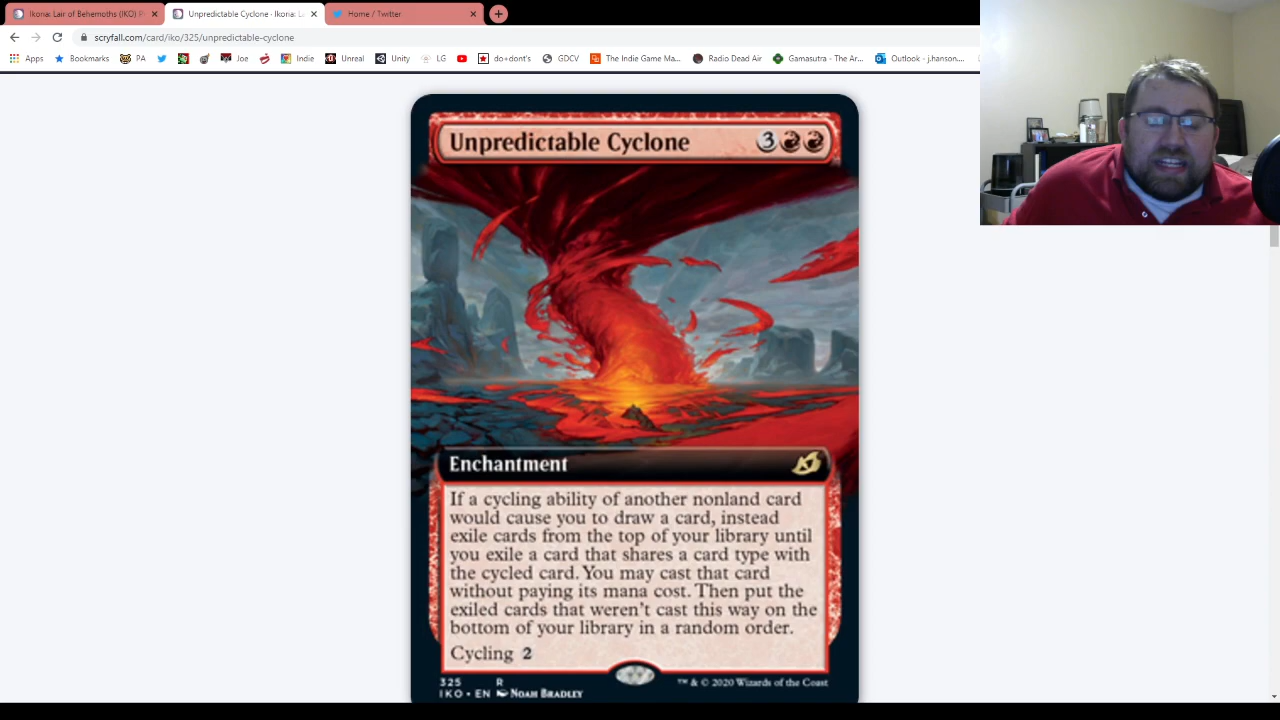 Ikoria: Lair of Behemoths (IKO)
Unpredictable Cyclone · Ikoria: L
Home / Twitter
scryfall.com/card/iko/325/unpredictable-cyclone
Apps Bookmarks PA Joe Indie Unreal Unity LG do+dont's GDCV The Indie Game Ma... Radio Dead Air Gamasutra - The Ar... Outlook - j.hanson....
Unpredictable Cyclone 3
Enchantment
If a cycling ability of another nonland card
would cause you to draw a card, instead
exile cards from the top of your library until
you exile a card that shares a card type with
the cycled card. You may cast that card
without paying its mana cost. Then put the
exiled cards that weren't cast this way on the
bottom of your library in a random order.
Cycling 2
325 R
IKO • EN NOAH BRADLEY
™ & © 2020 Wizards of the Coast